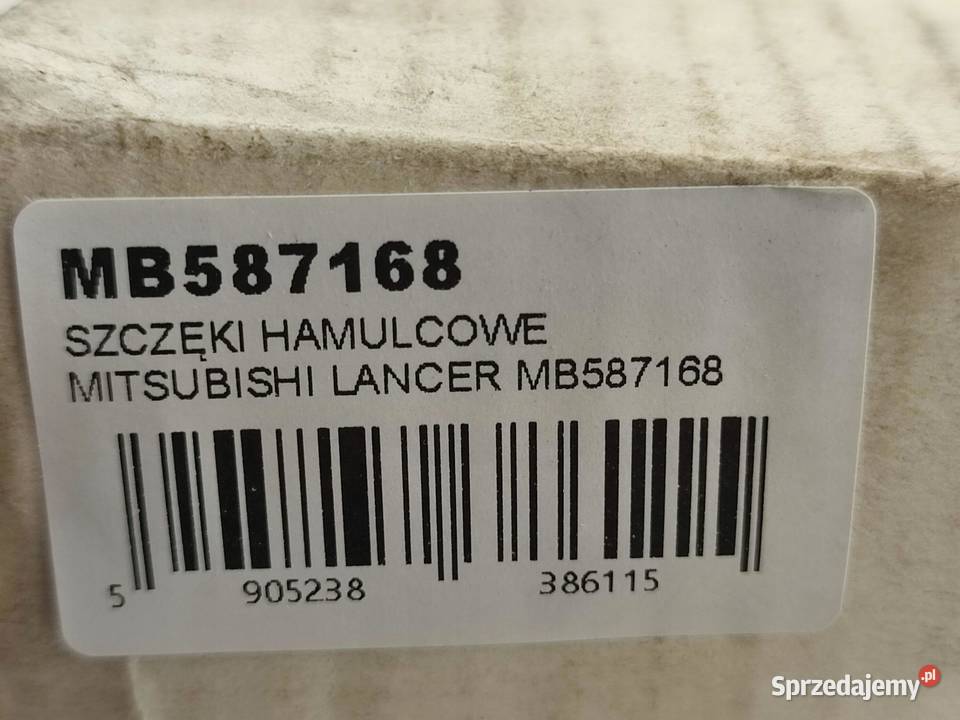 MB587168
SZCZĘKI HAMULCOWE
MITSUBISHI LANCER MB587168
5 905238 386115
Sprzedajemy.pl